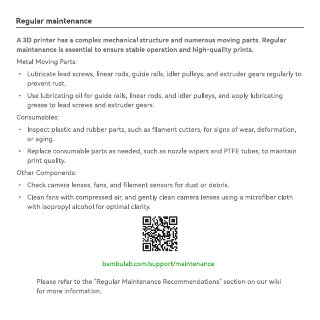 Regular maintenance
A 3D printer has a complex mechanical structure and numerous moving parts. Regular
maintenance is essential to ensure stable operation and high-quality prints.
Metal Moving Parts:
• Lubricate lead screws, linear rods, guide rails, idler pulleys, and extruder gears regularly to
prevent rust.
• Use lubricating oil for guide rails, linear rods, and idler pulleys, and apply lubricating
grease to lead screws and extruder gears.
Consumables:
• Inspect plastic and rubber parts, such as filament cutters, for signs of wear, deformation,
or aging.
• Replace consumable parts as needed, such as nozzle wipers and PTFE tubes, to maintain
print quality.
Other Components:
• Check camera lenses, fans, and filament sensors for dust or debris.
• Clean fans with compressed air, and gently clean camera lenses using a microfiber cloth
with isopropyl alcohol for optimal clarity.
bambulab.com/support/maintenance
Please refer to the "Regular Maintenance Recommendations" section on our wiki
for more information.